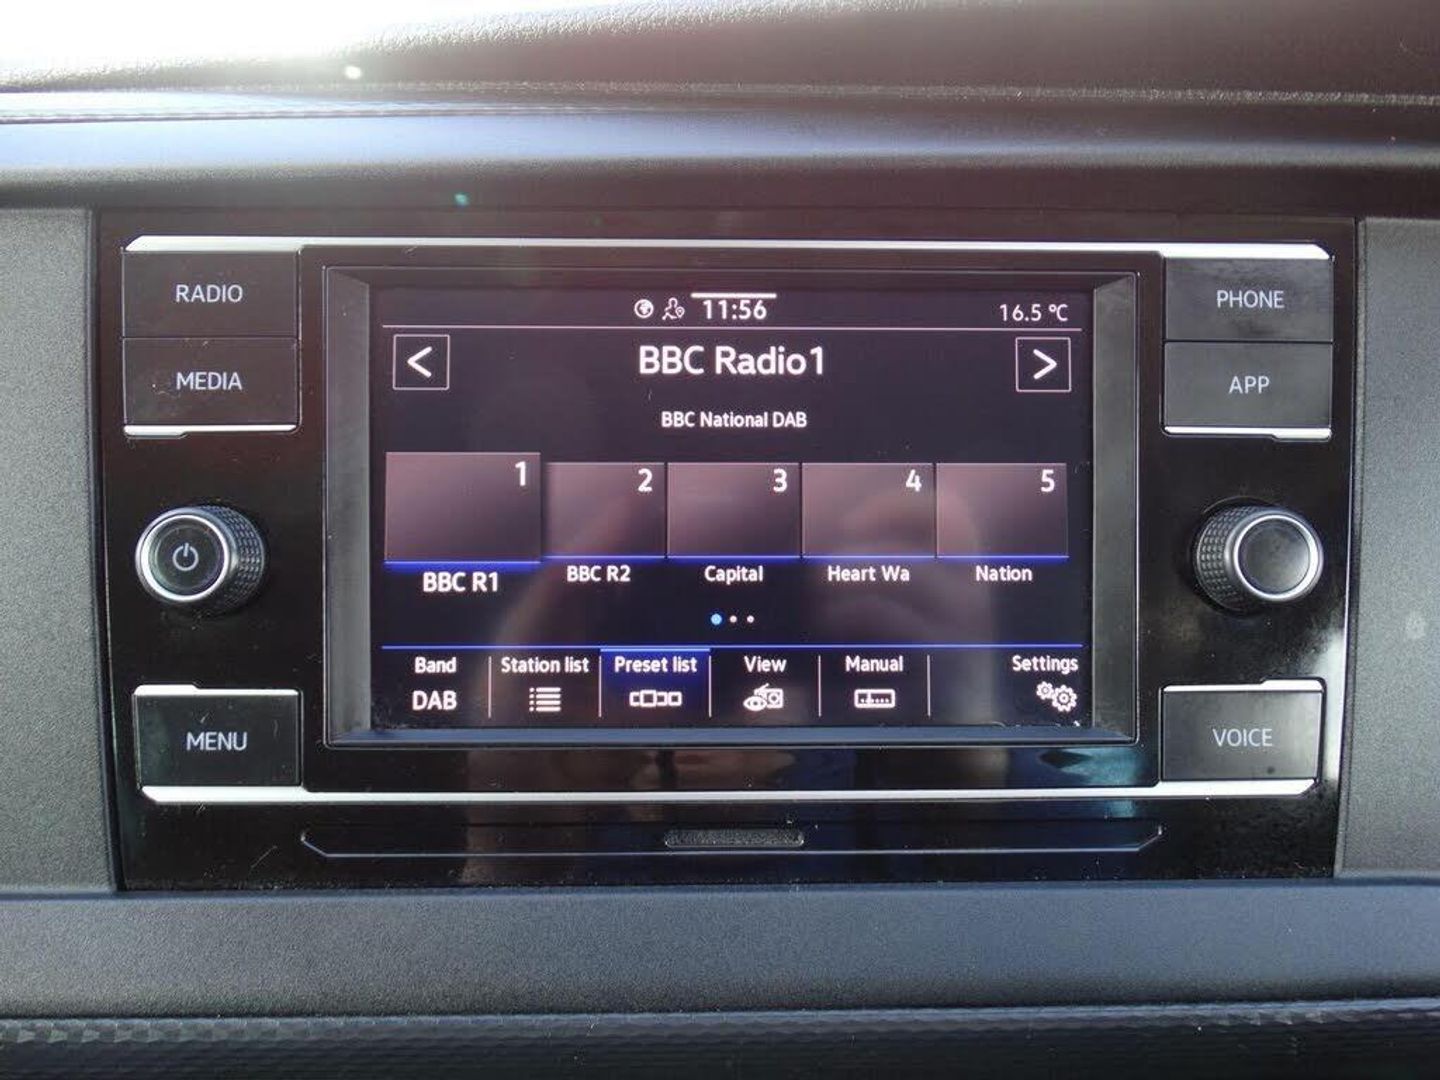 RADIO
MEDIA
MENU
11:56
16.5 °C
<
BBC Radio1
>
BBC National DAB
1
2
3
4
5
BBC R1
BBC R2
Capital
Heart Wa
Nation
Band
DAB
Station list
Preset list
View
Manual
Settings
PHONE
APP
VOICE